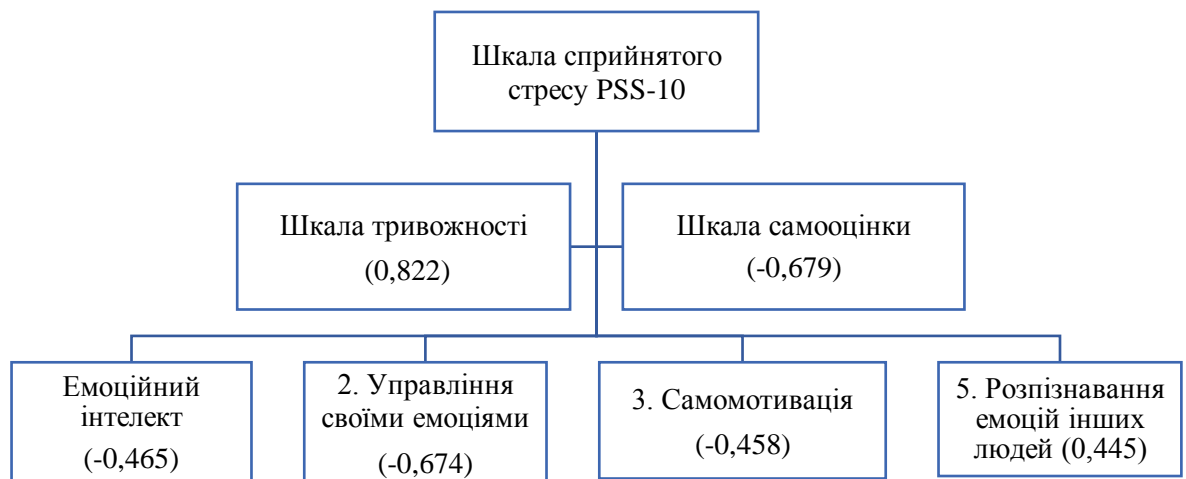 Шкала сприйнятого
стресу PSS-10
Шкала тривожності
(0,822)
Шкала самооцінки
(-0,679)
Емоційний
інтелект
(-0,465)
2. Управління
своїми емоціями
(-0,674)
3. Самомотивація
(-0,458)
5. Розпізнавання
емоцій інших
людей (0,445)